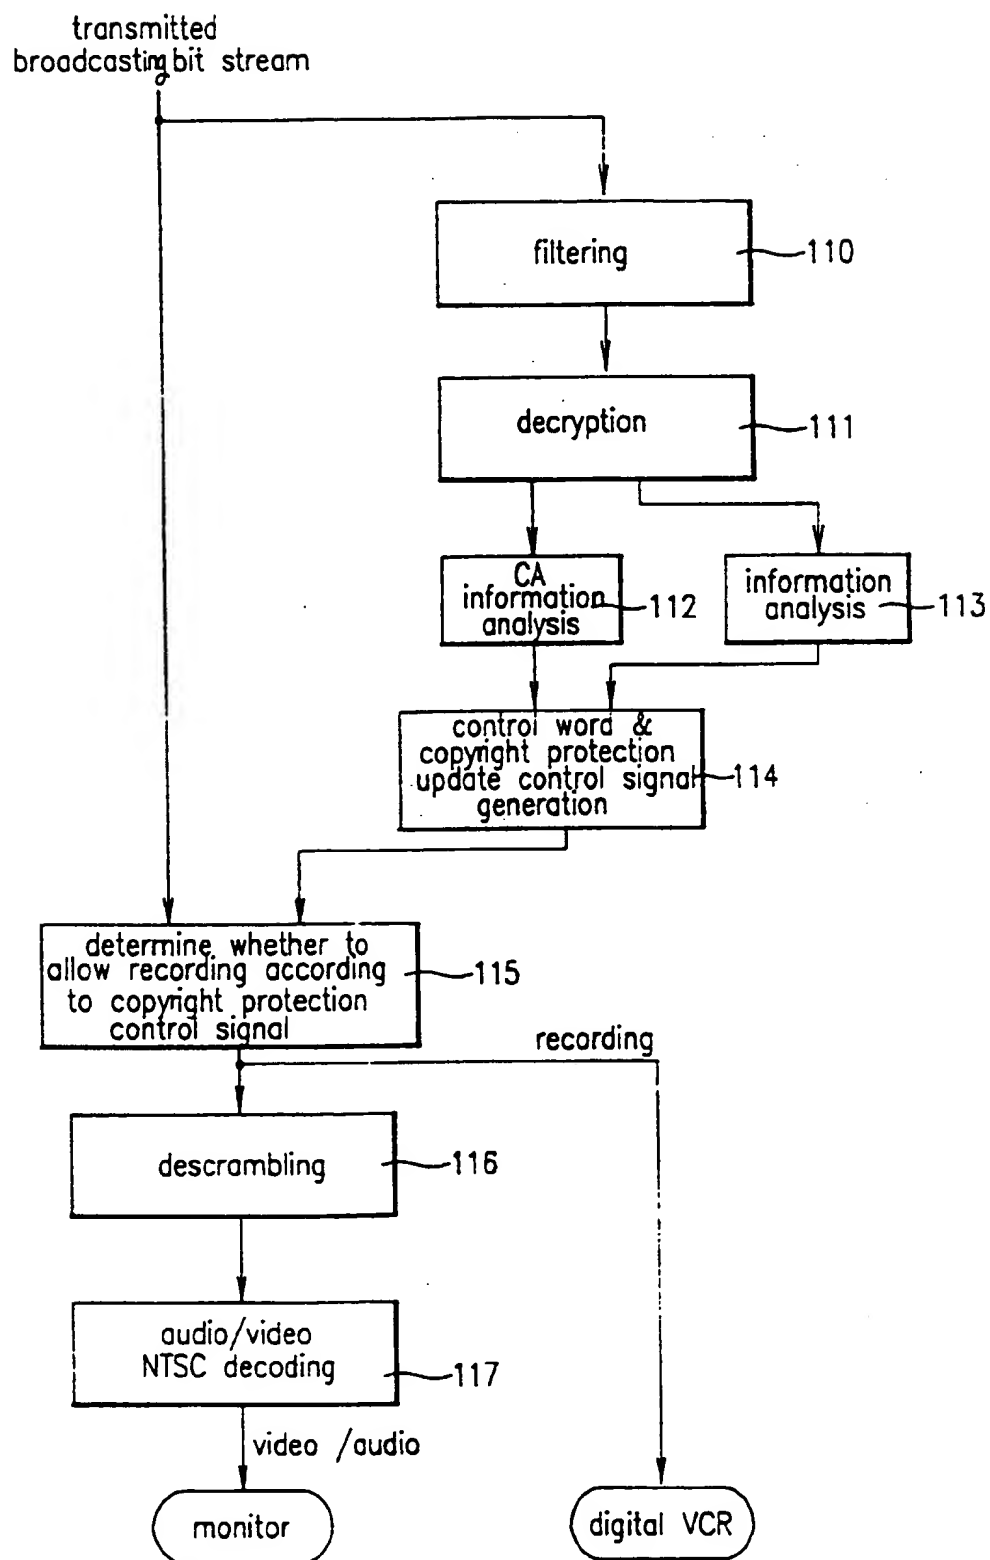 transmitted
broadcasting bit stream
filtering
110
decryption
111
CA
information
analysis
112
information
analysis
113
control word &
copyright protection
update control signal
generation
114
determine whether to
allow recording according
to copyright protection
control signal
115
recording
descrambling
116
audio/video
NTSC decoding
117
video /audio
monitor
digital VCR